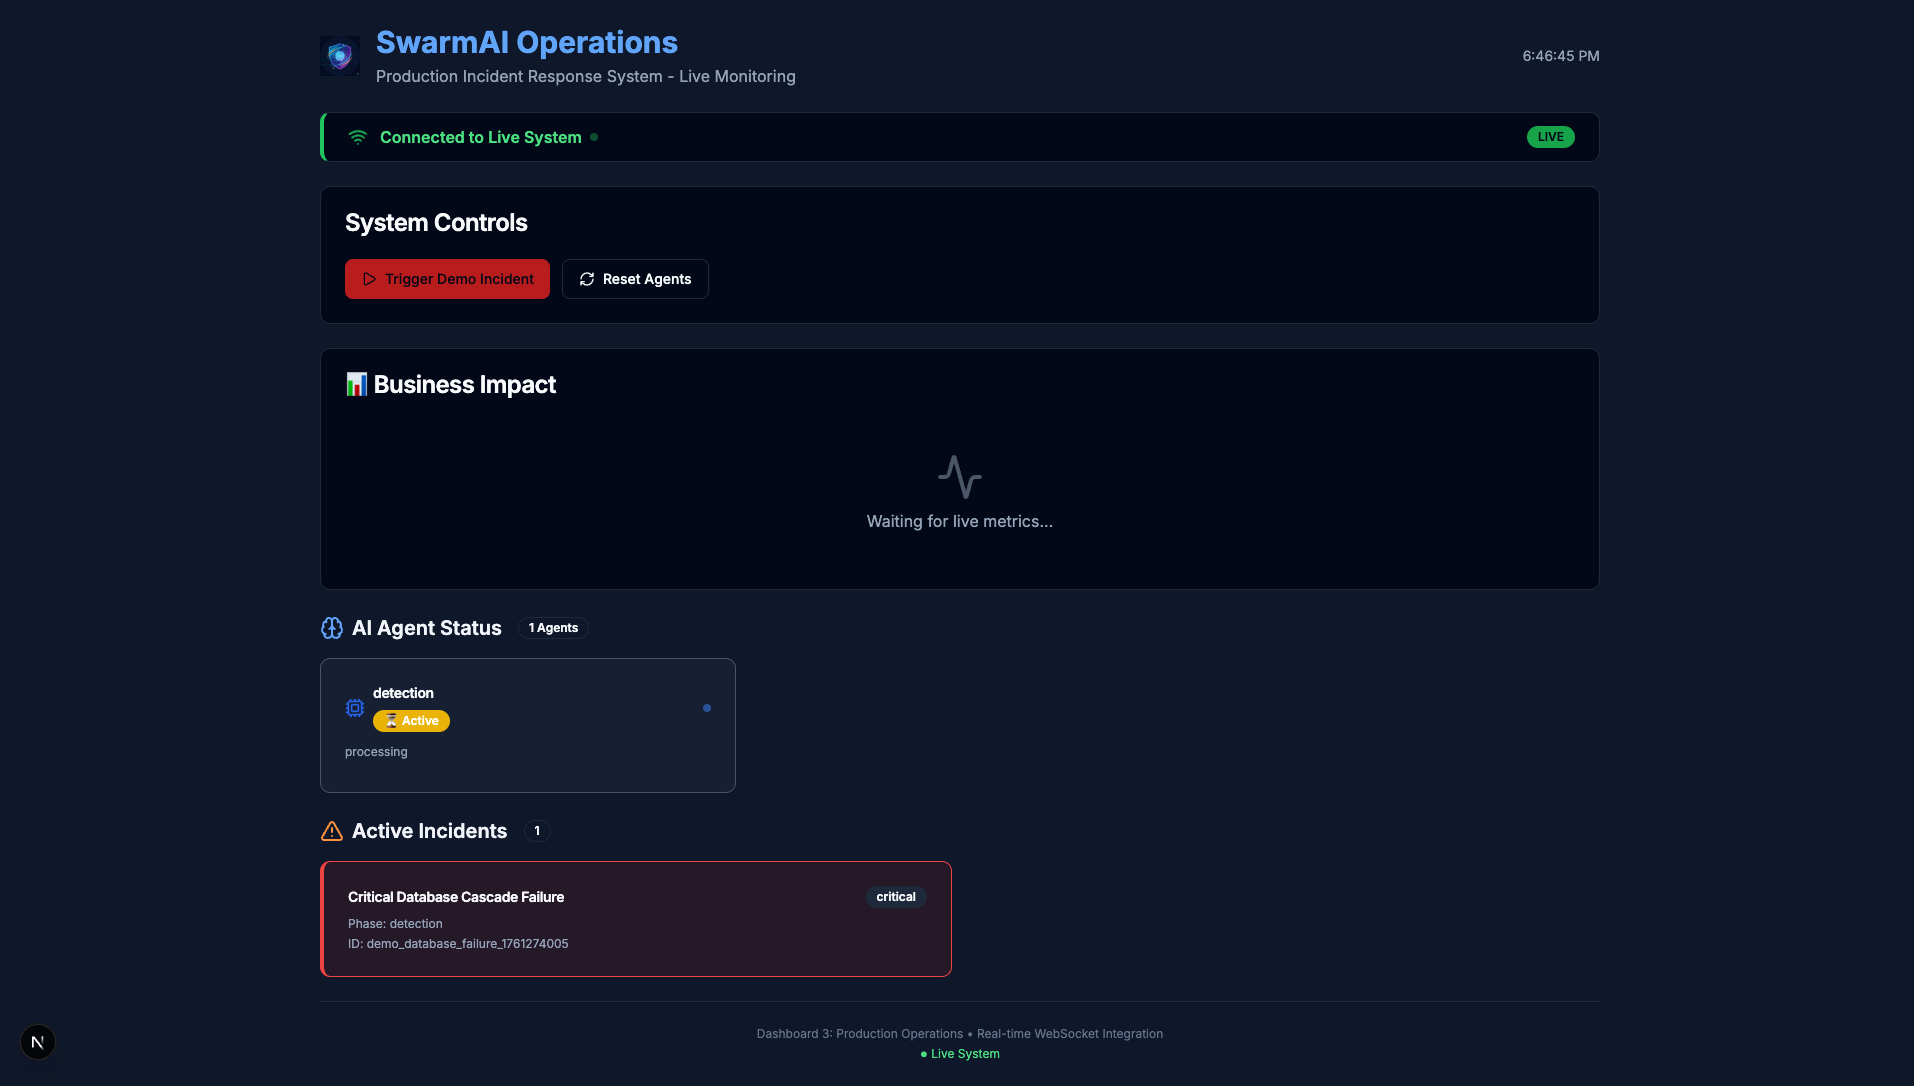 SwarmAI Operations
Production Incident Response System - Live Monitoring
6:46:45 PM
Connected to Live System
LIVE
System Controls
Trigger Demo Incident
Reset Agents
📊 Business Impact
Waiting for live metrics...
AI Agent Status
1 Agents
detection
⏳ Active
processing
Active Incidents
1
Critical Database Cascade Failure
critical
Phase: detection
ID: demo_database_failure_1761274005
Dashboard 3: Production Operations • Real-time WebSocket Integration
● Live System
N